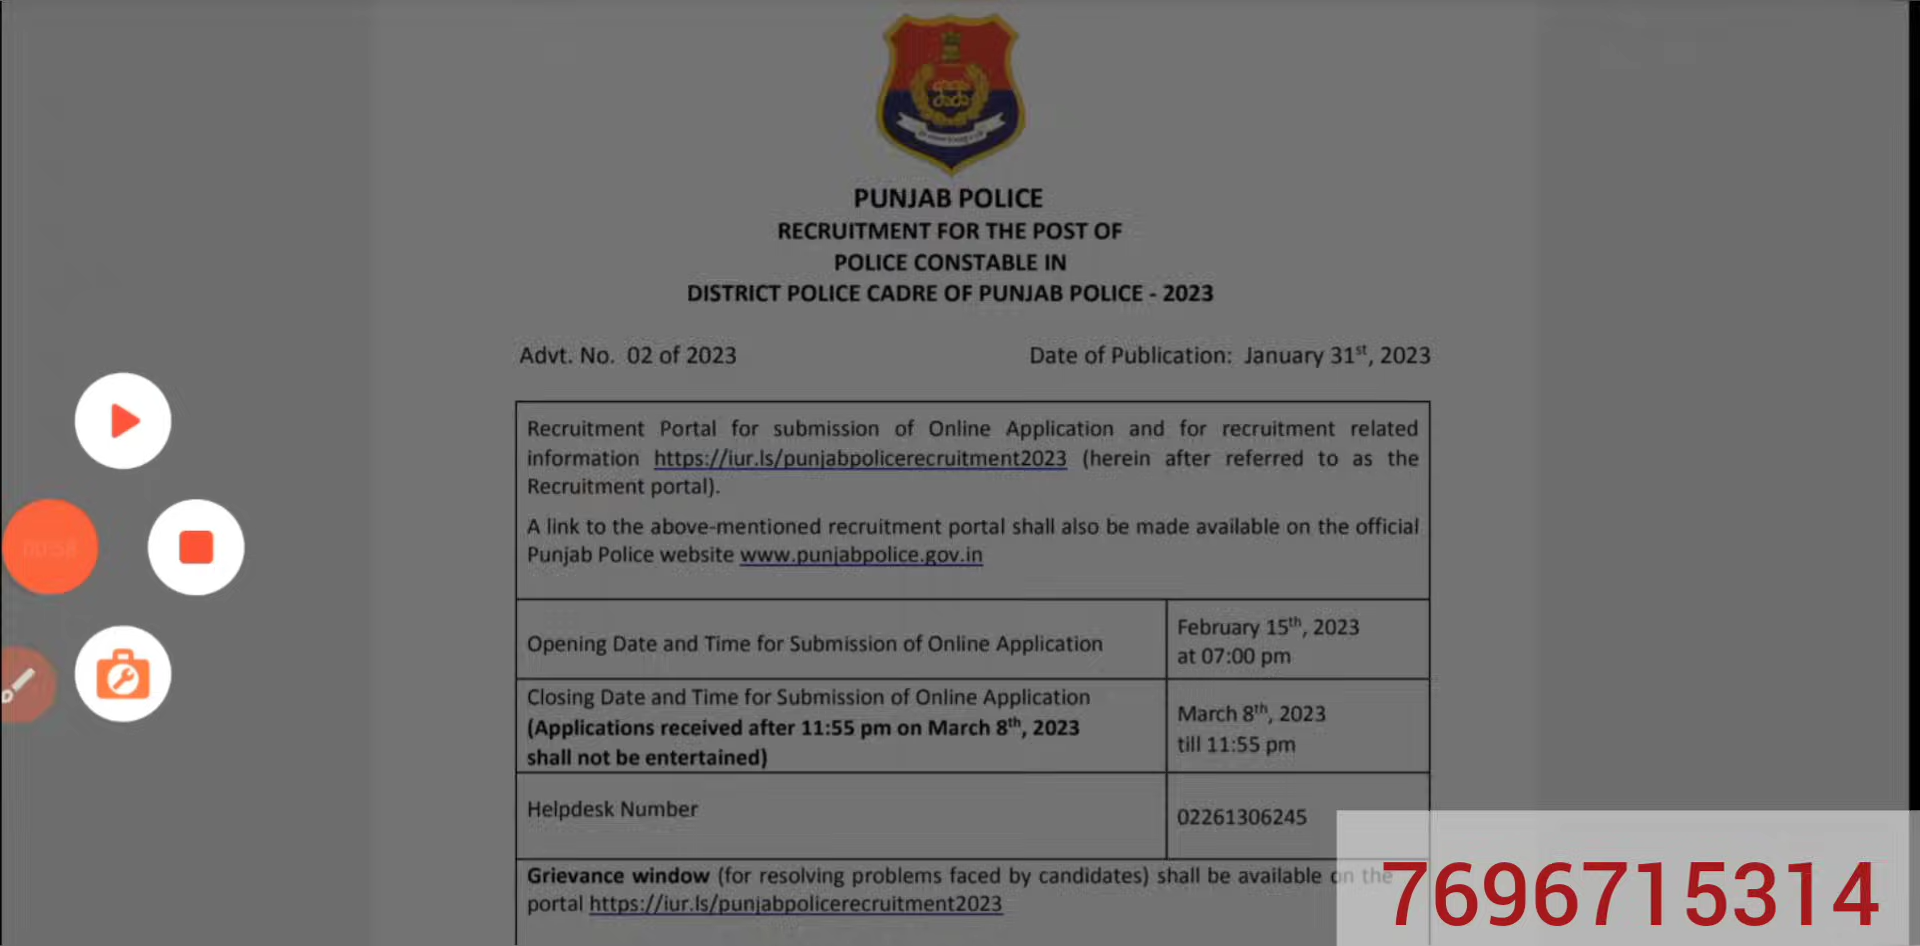 PUNJAB POLICE
RECRUITMENT FOR THE POST OF
POLICE CONSTABLE IN
DISTRICT POLICE CADRE OF PUNJAB POLICE - 2023
Advt. No. 02 of 2023 Date of Publication: January 31st, 2023
Recruitment Portal for submission of Online Application and for recruitment related
information https://iur.ls/punjabpolicerecruitment2023 (herein after referred to as the
Recruitment portal).
A link to the above-mentioned recruitment portal shall also be made available on the official
Punjab Police website www.punjabpolice.gov.in
Opening Date and Time for Submission of Online Application
February 15th, 2023
at 07:00 pm
Closing Date and Time for Submission of Online Application
(Applications received after 11:55 pm on March 8th, 2023
shall not be entertained)
March 8th, 2023
till 11:55 pm
Helpdesk Number
02261306245
Grievance window (for resolving problems faced by candidates) shall be available on the
portal https://iur.ls/punjabpolicerecruitment2023
00:58
7696715314